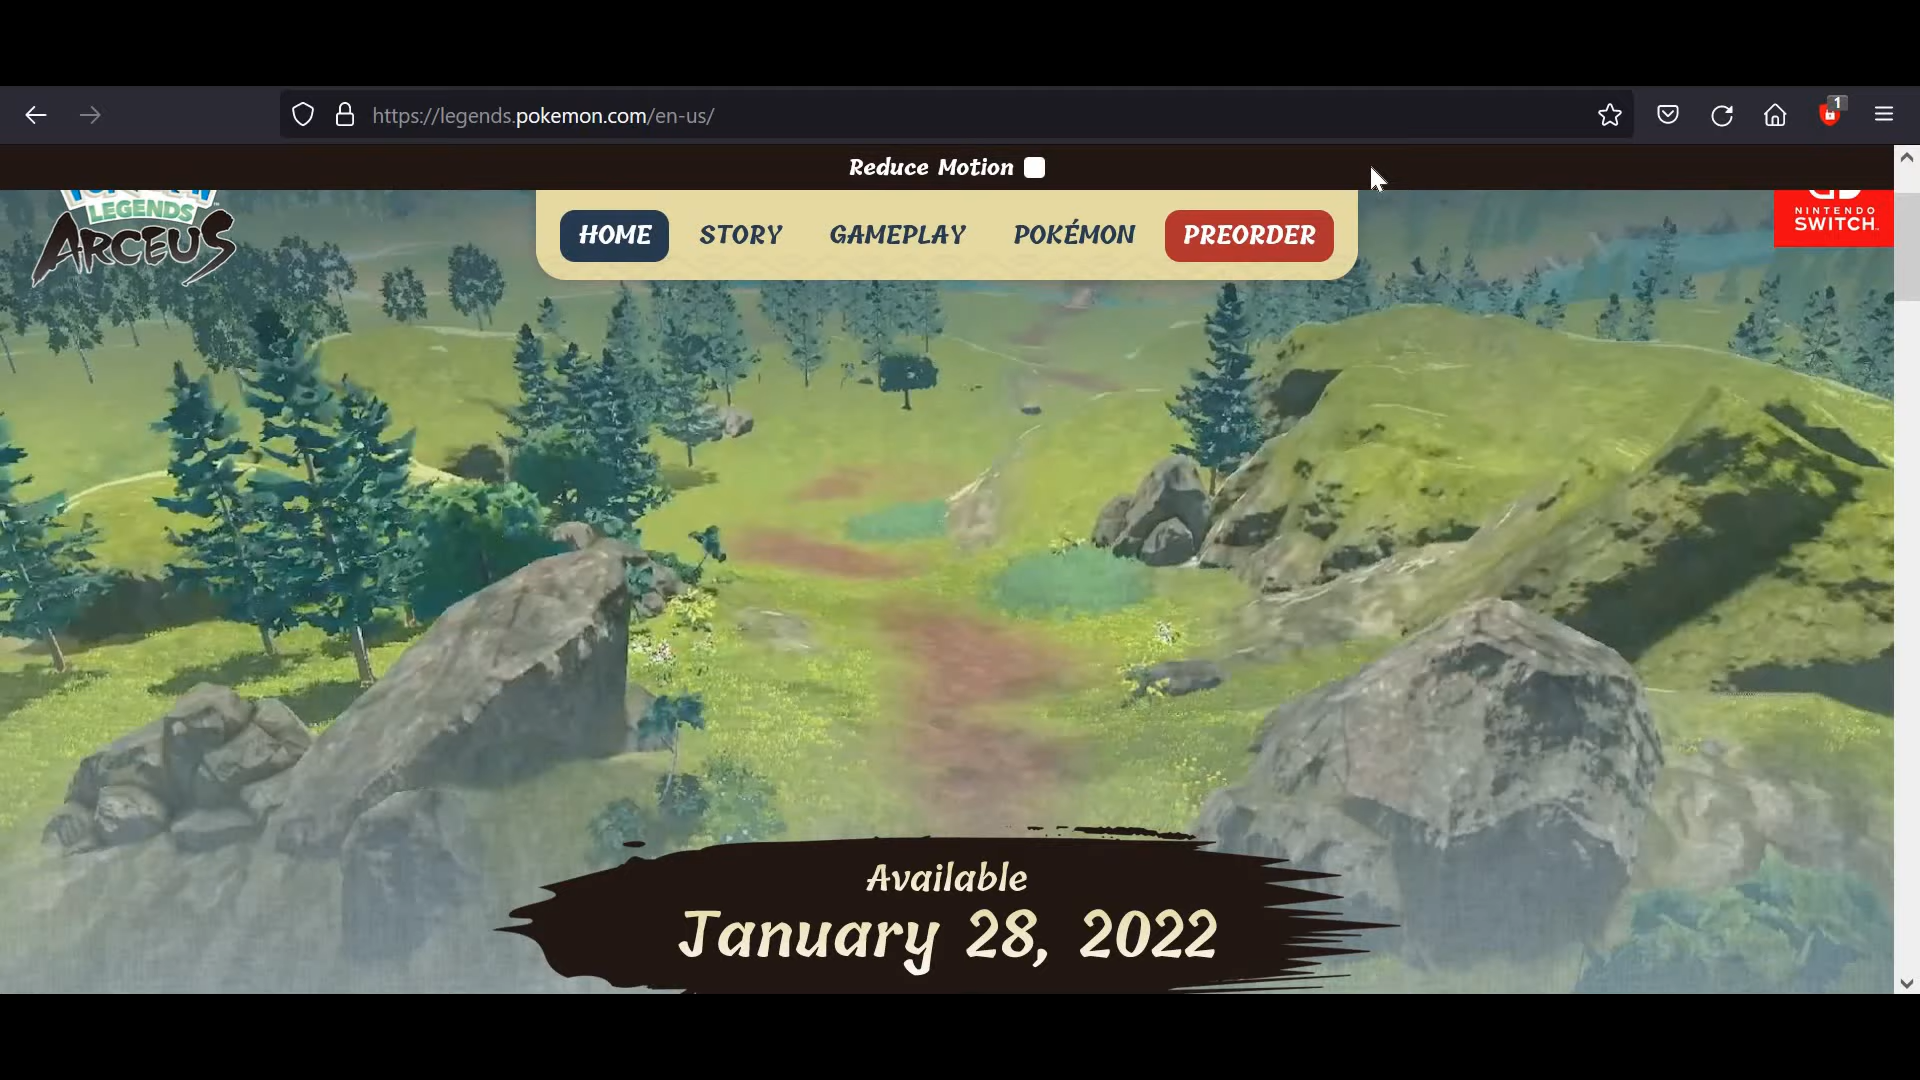 https://legends.pokemon.com/en-us/
1
Reduce Motion
LEGENDS
ARCEUS
HOME
STORY
GAMEPLAY
POKÉMON
PREORDER
NINTENDO
SWITCH
Available
January 28, 2022